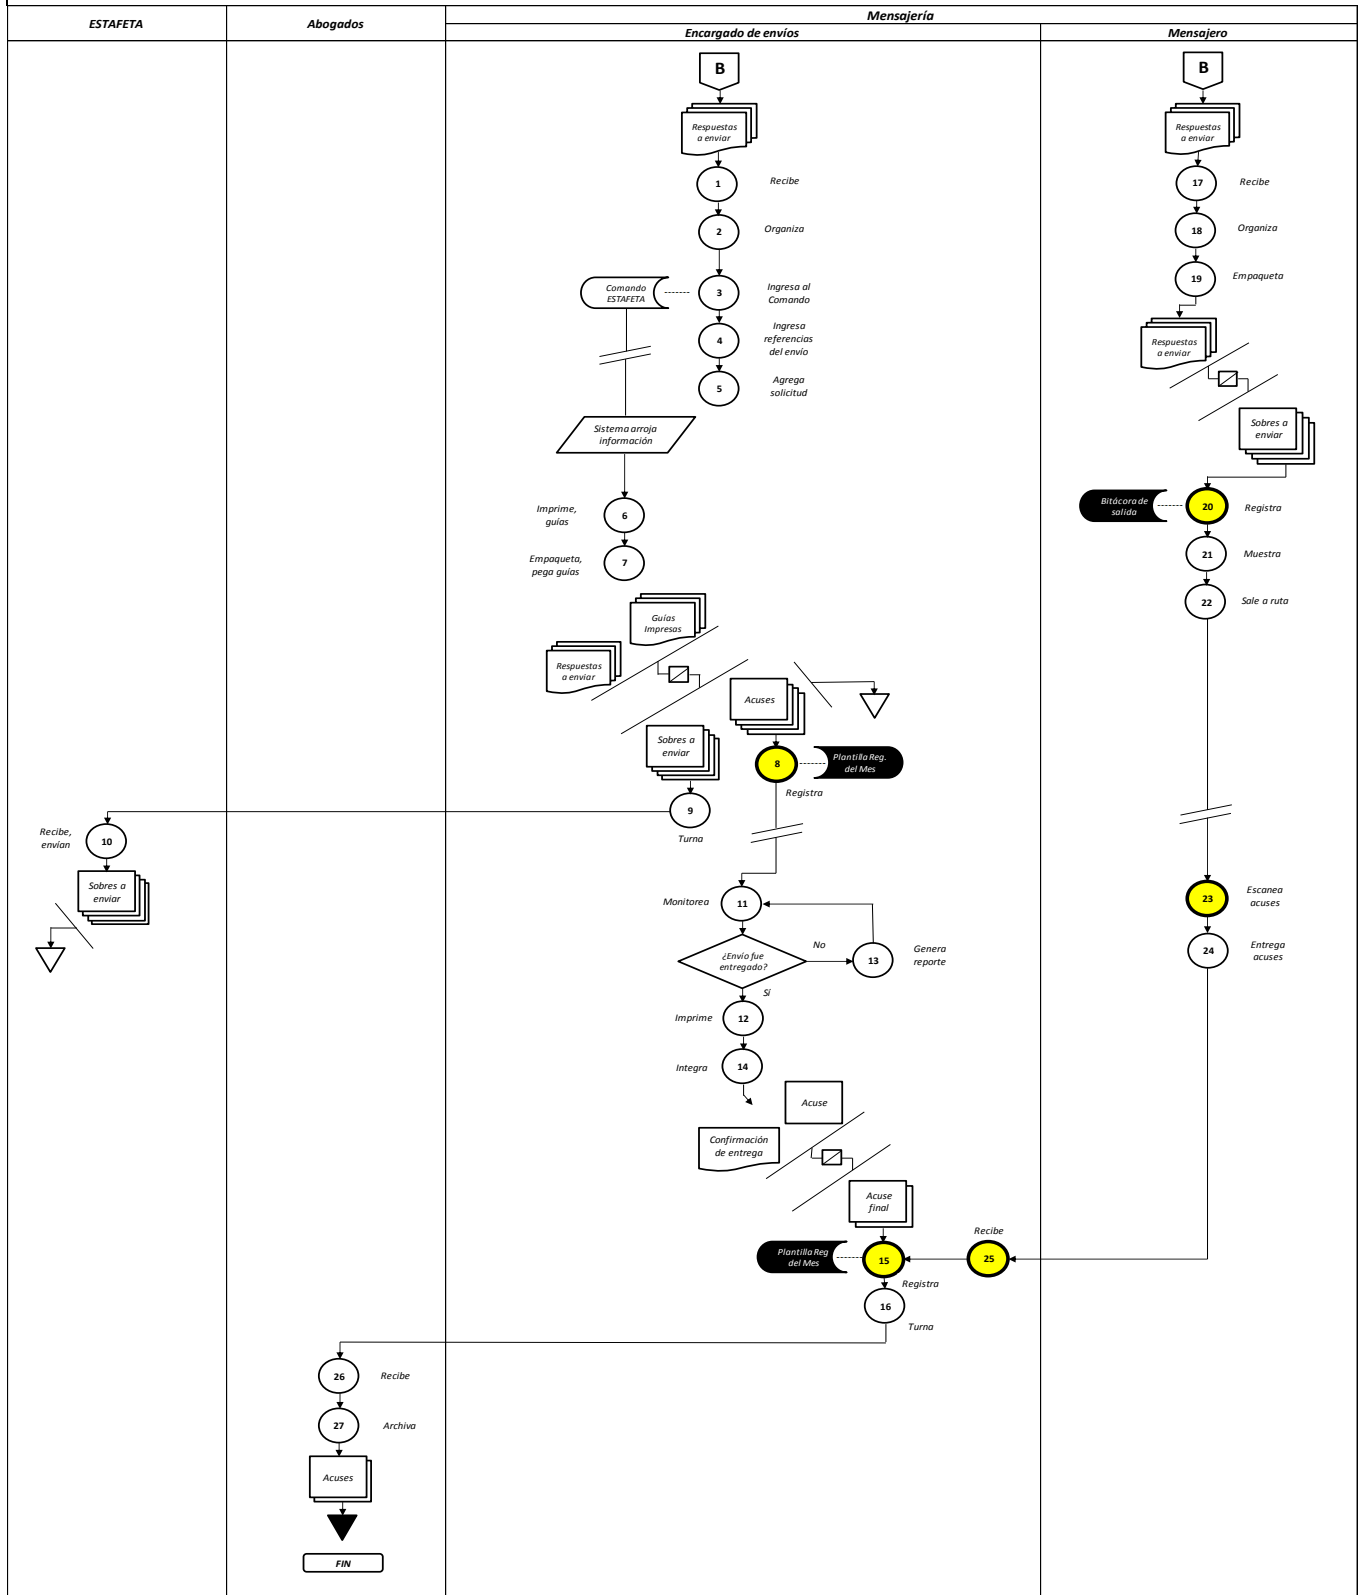 Mensajería
ESTAFETA
Abogados
Encargado de envíos
Mensajero
B
B
Respuestas
a enviar
Respuestas
a enviar
1
Recibe
17
Recibe
2
Organiza
18
Organiza
19
Empaqueta
Comando
ESTAFETA
3
Ingresa al
Comando
4
Ingresa
referencias
del envío
Respuestas
a enviar
5
Agrega
solicitud
Sistema arroja
información
Sobres a
enviar
Imprime,
guías
6
Bitácora de
salida
20
Registra
Empaqueta,
pega guías
7
21
Muestra
22
Sale a ruta
Guías
Impresas
Respuestas
a enviar
Acuses
Sobres a
enviar
8
Plantilla Reg.
del Mes
Registra
9
Turna
Recibe,
envían
10
Sobres a
enviar
Monitorea
11
23
Escanea
acuses
¿Envío fue
entregado?
No
13
Genera
reporte
24
Entrega
acuses
Sí
Imprime
12
Integra
14
Acuse
Confirmación
de entrega
Acuse
final
Recibe
Plantilla Reg
del Mes
15
25
Registra
16
Turna
26
Recibe
27
Archiva
Acuses
FIN